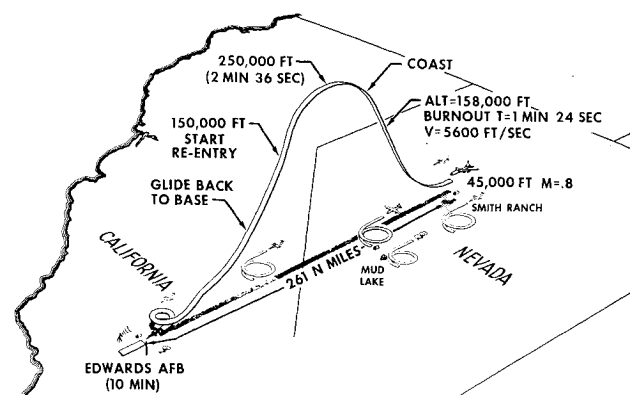 250,000 FT
(2 MIN 36 SEC)
COAST
ALT=158,000 FT
BURNOUT T=1 MIN 24 SEC
V=5600 FT/SEC
150,000 FT
START
RE-ENTRY
45,000 FT M=.8
GLIDE BACK
TO BASE
SMITH RANCH
CALIFORNIA
NEVADA
261 N MILES
MUD
LAKE
EDWARDS AFB
(10 MIN)